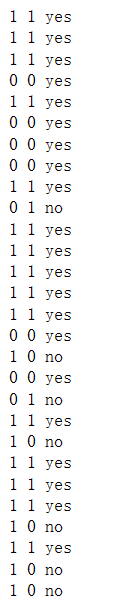 1 1 yes
1 1 yes
1 1 yes
0 0 yes
1 1 yes
0 0 yes
0 0 yes
0 0 yes
1 1 yes
0 1 no
1 1 yes
1 1 yes
1 1 yes
1 1 yes
1 1 yes
0 0 yes
1 0 no
0 0 yes
0 1 no
1 1 yes
1 0 no
1 1 yes
1 1 yes
1 1 yes
1 0 no
1 1 yes
1 0 no
1 0 no